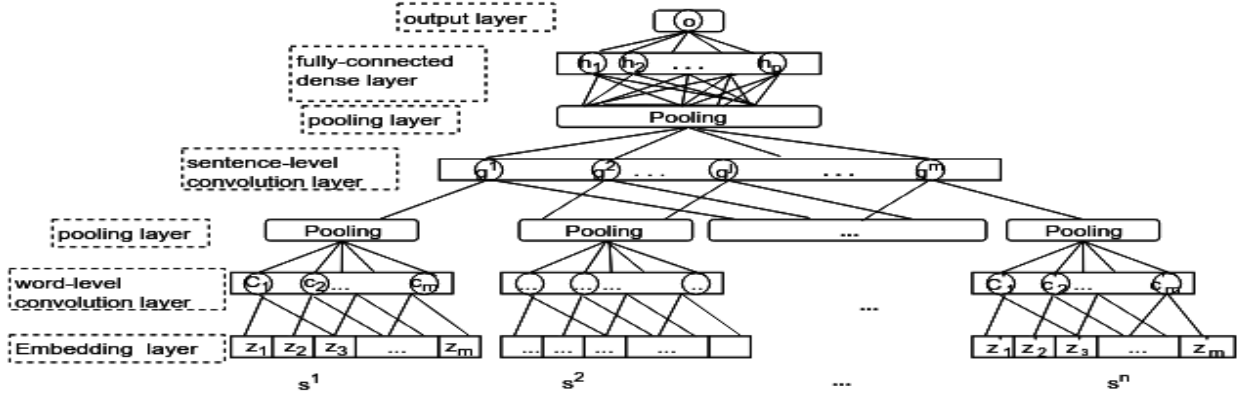 output layer
o
fully-connected
dense layer
h1 h2 ... hn
pooling layer
Pooling
sentence-level
convolution layer
g1 g2 ... gl ... gm
pooling layer
Pooling Pooling ... Pooling
word-level
convolution layer
C1 c2 ... cm ... ... ... ... C1 c2 ... cm
Embedding layer
z1 z2 z3 ... zm ... ... ... ... z1 z2 z3 ... zm
s1 s2 ... sn